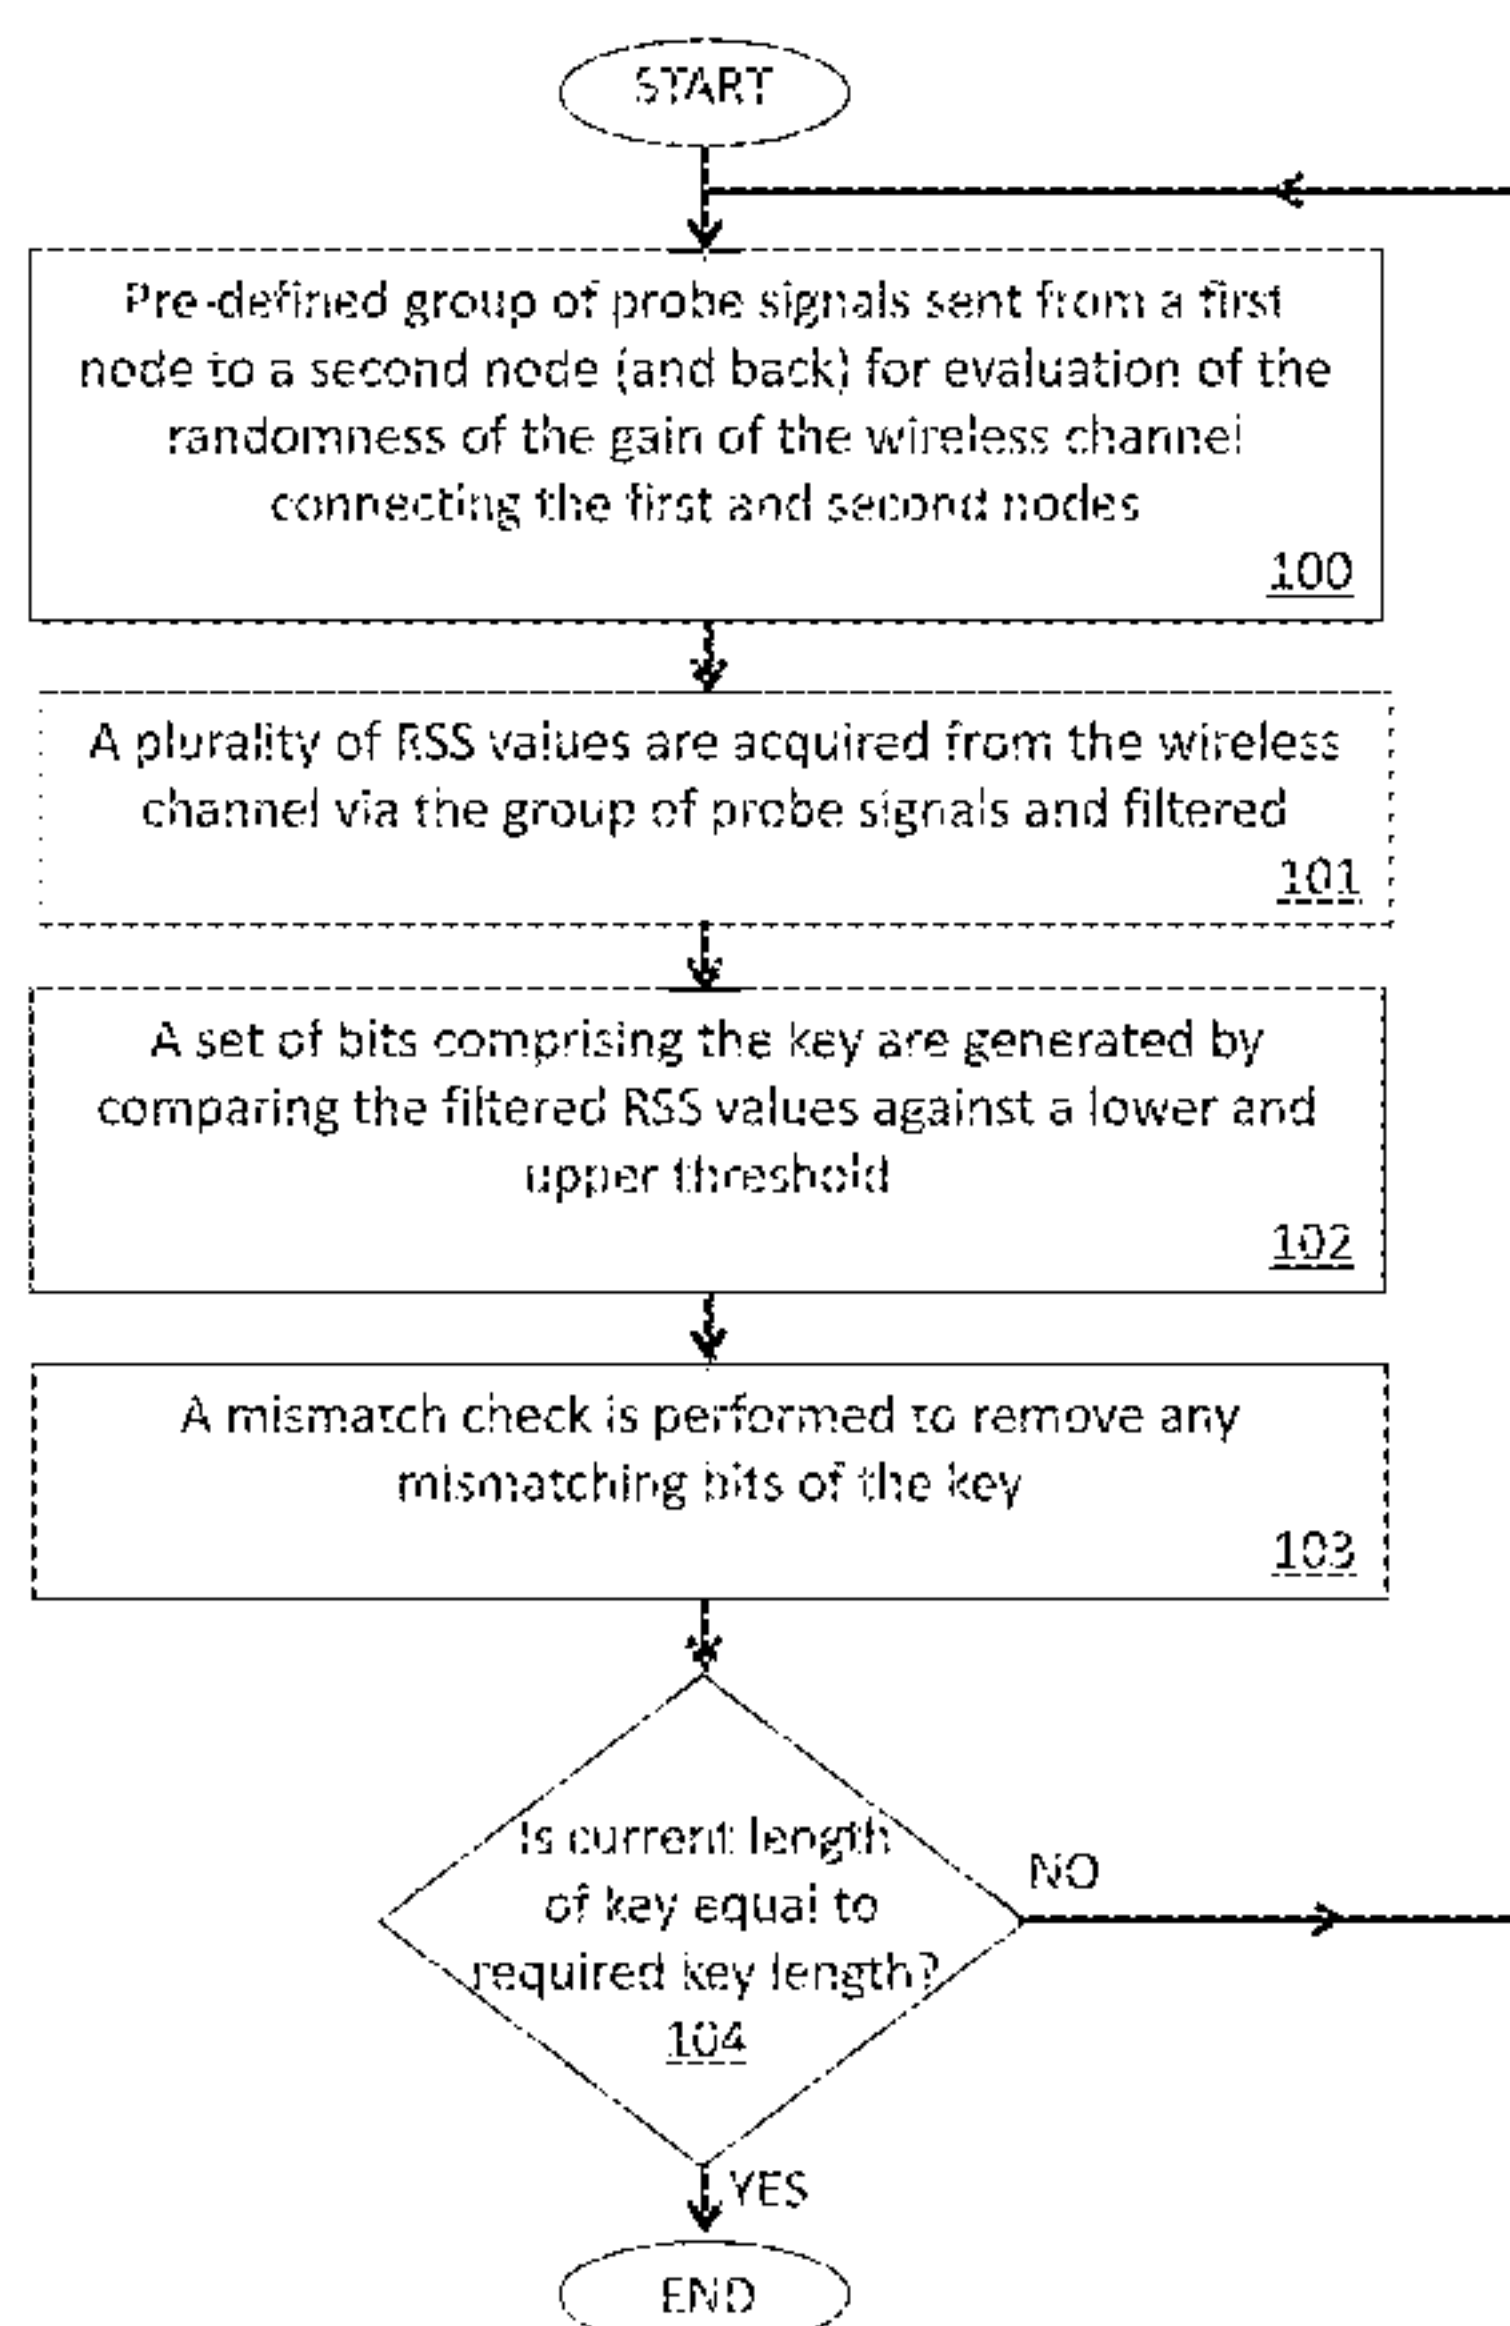 START
Pre-defined group of probe signals sent from a first
node to a second node (and back) for evaluation of the
randomness of the gain of the wireless channel
connecting the first and second nodes
100
A plurality of RSS values are acquired from the wireless
channel via the group of probe signals and filtered
101
A set of bits comprising the key are generated by
comparing the filtered RSS values against a lower and
upper threshold
102
A mismatch check is performed to remove any
mismatching bits of the key
103
Is current length
of key equal to
required key length?
104
NO
YES
END